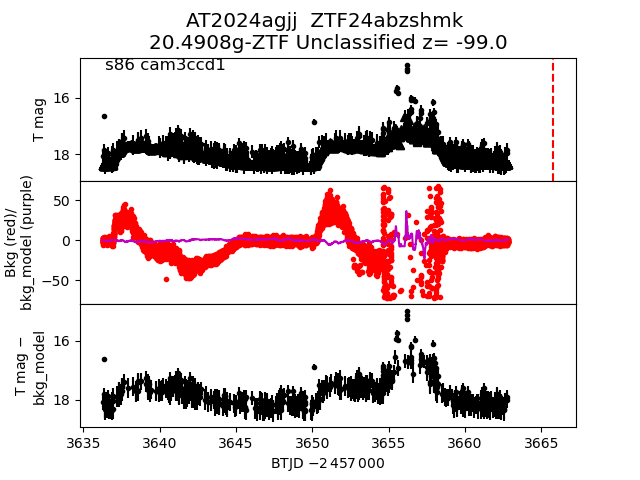 AT2024agjj  ZTF24abzshmk
20.4908g-ZTF Unclassified z= -99.0
s86 cam3ccd1
T mag
16
18
Bkg (red)/
bkg_model (purple)
50
0
−50
T mag −
bkg_model
16
18
3635
3640
3645
3650
3655
3660
3665
BTJD −2 457 000